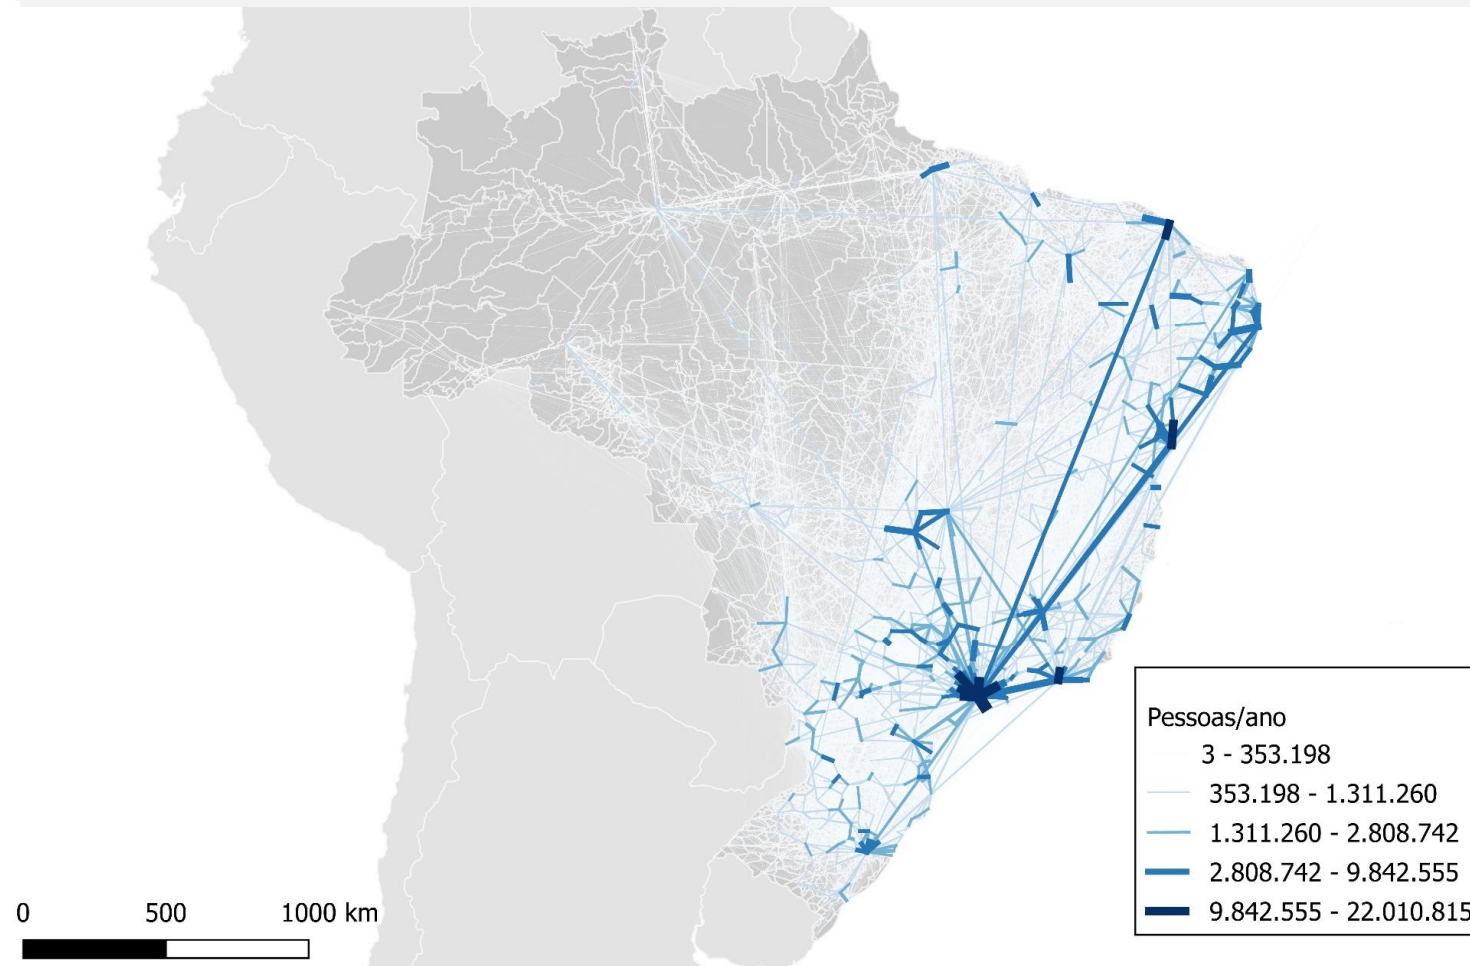 Pessoas/ano
3 - 353.198
353.198 - 1.311.260
1.311.260 - 2.808.742
2.808.742 - 9.842.555
9.842.555 - 22.010.815
0 500 1000 km